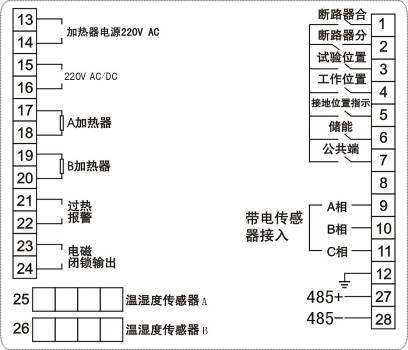 13
加热器电源220V AC
14
15
220V AC/DC
16
17
A加热器
18
19
B加热器
20
21
过热
报警
22
23
电磁
闭锁输出
24
25
温湿度传感器A
26
温湿度传感器B
断路器合
1
断路器分
2
试验位置
3
工作位置
4
接地位置指示
5
储能
6
公共端
7
8
带电传感
器接入
A相
9
B相
10
C相
11
12
485+
27
485-
28